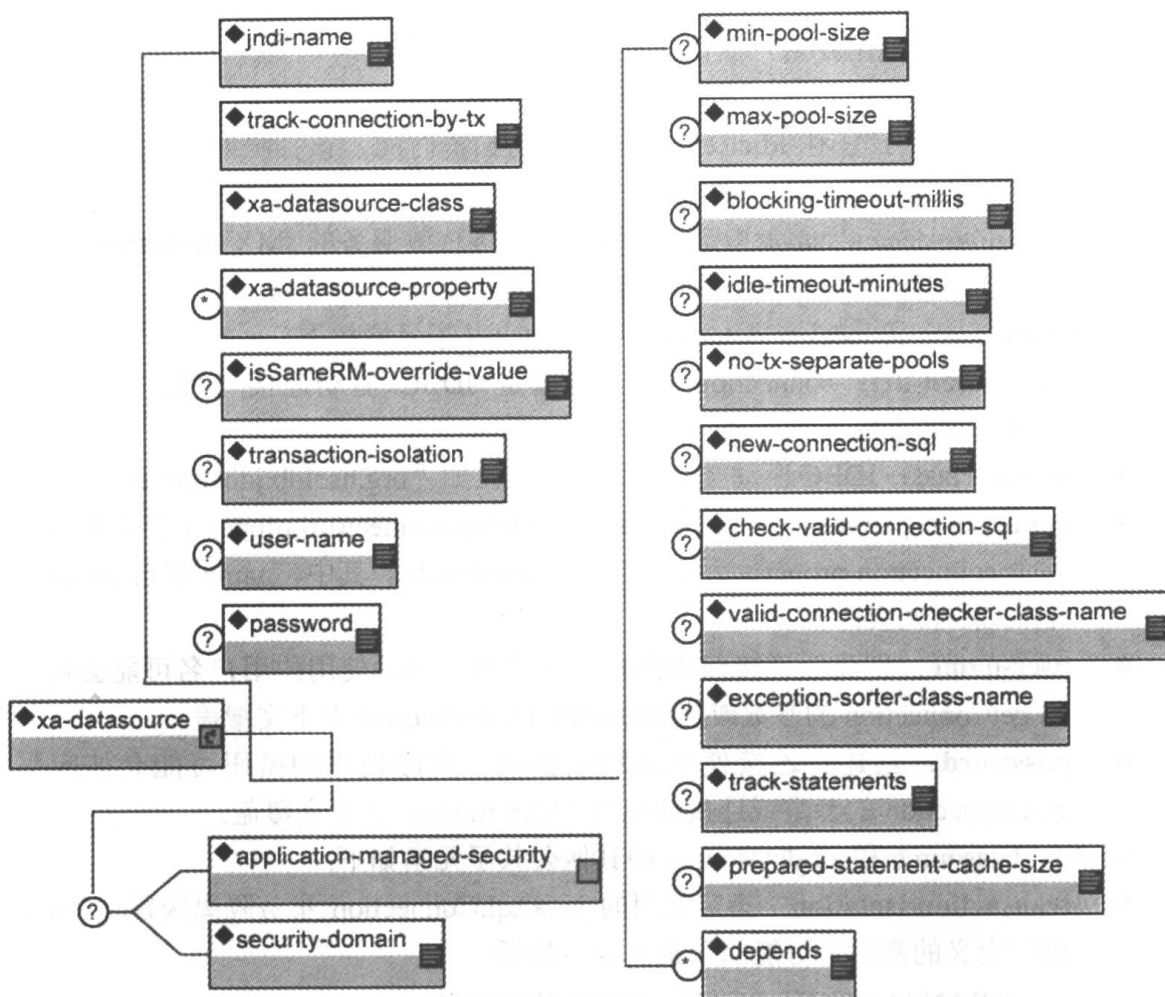 jndi-name
track-connection-by-tx
xa-datasource-class
* xa-datasource-property
? isSameRM-override-value
? transaction-isolation
? user-name
? password
xa-datasource
?
application-managed-security
security-domain
? min-pool-size
? max-pool-size
? blocking-timeout-millis
? idle-timeout-minutes
? no-tx-separate-pools
? new-connection-sql
? check-valid-connection-sql
? valid-connection-checker-class-name
? exception-sorter-class-name
? track-statements
? prepared-statement-cache-size
* depends